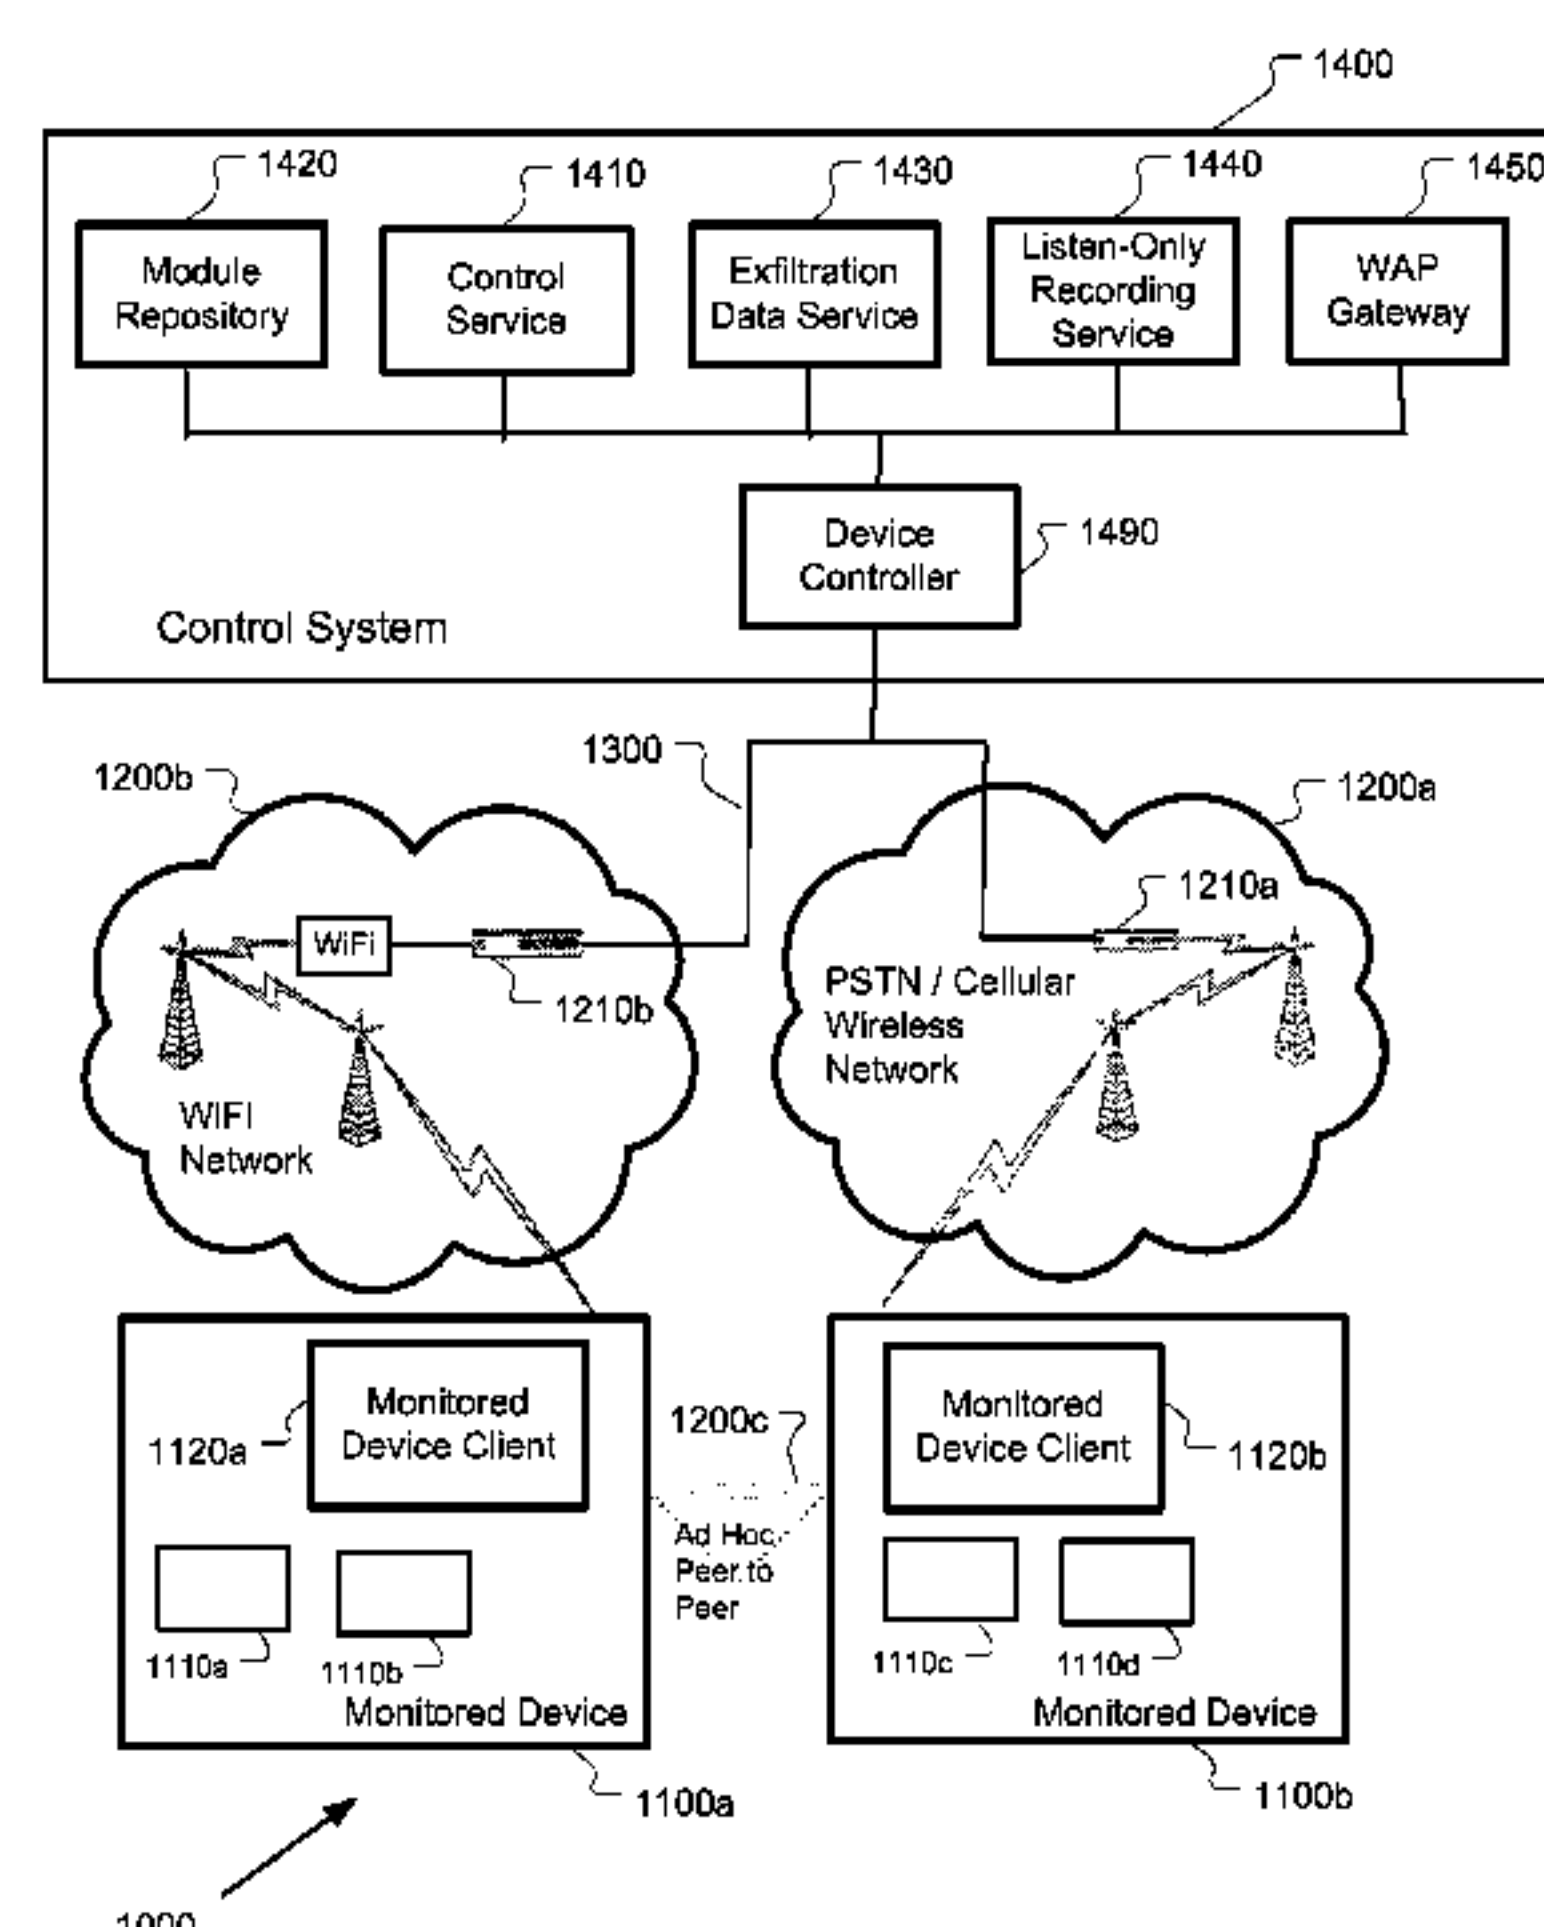 1400
1420
1410
1430
1440
1450
Module
Repository
Control
Service
Exfiltration
Data Service
Listen-Only
Recording
Service
WAP
Gateway
Device
Controller
1490
Control System
1300
1200b
1200a
1210a
WiFi
1210b
PSTN / Cellular
Wireless
Network
WIFI
Network
Monitored
Device Client
1120a
1200c
Monitored
Device Client
1120b
Ad Hoc
Peer to
Peer
1110a
1110b
1110c
1110d
Monitored Device
Monitored Device
1100a
1100b
1000